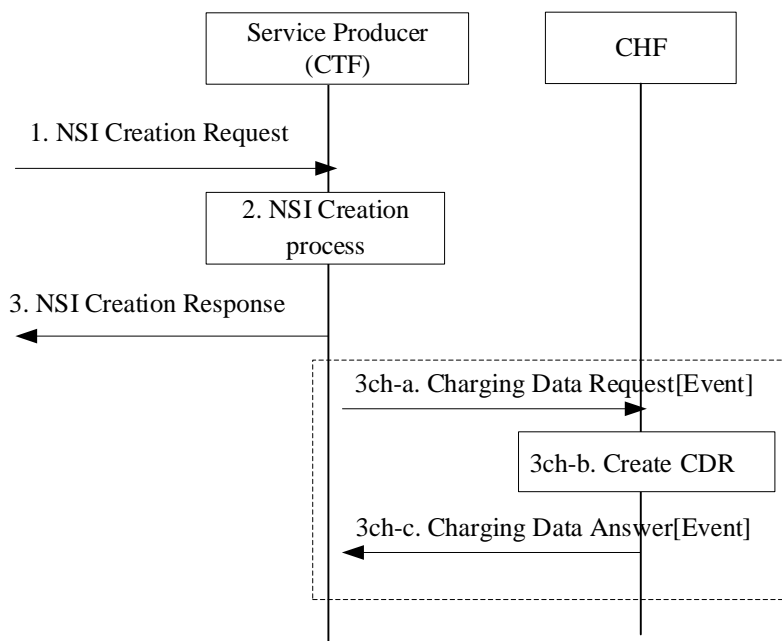 Service Producer
(CTF)
CHF
1. NSI Creation Request
2. NSI Creation
process
3. NSI Creation Response
3ch-a. Charging Data Request[Event]
3ch-b. Create CDR
3ch-c. Charging Data Answer[Event]